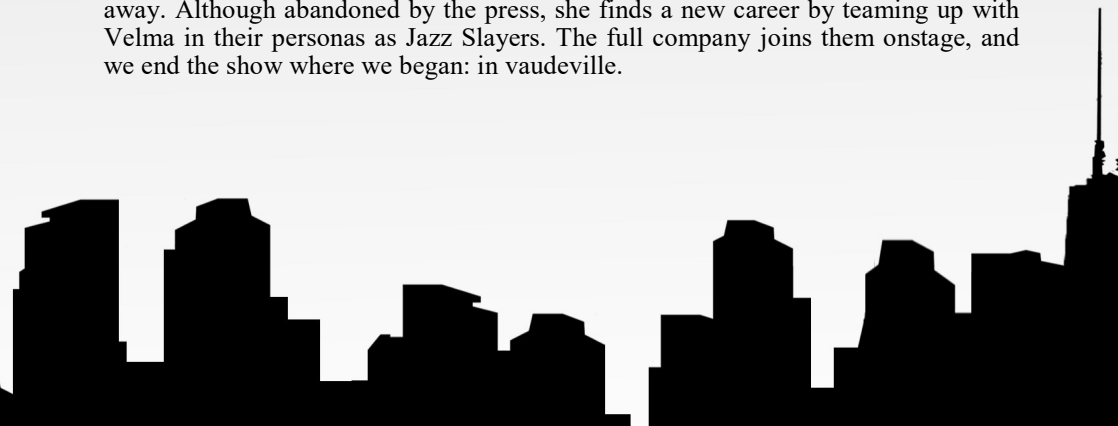 away. Although abandoned by the press, she finds a new career by teaming up with
Velma in their personas as Jazz Slayers. The full company joins them onstage, and
we end the show where we began: in vaudeville.